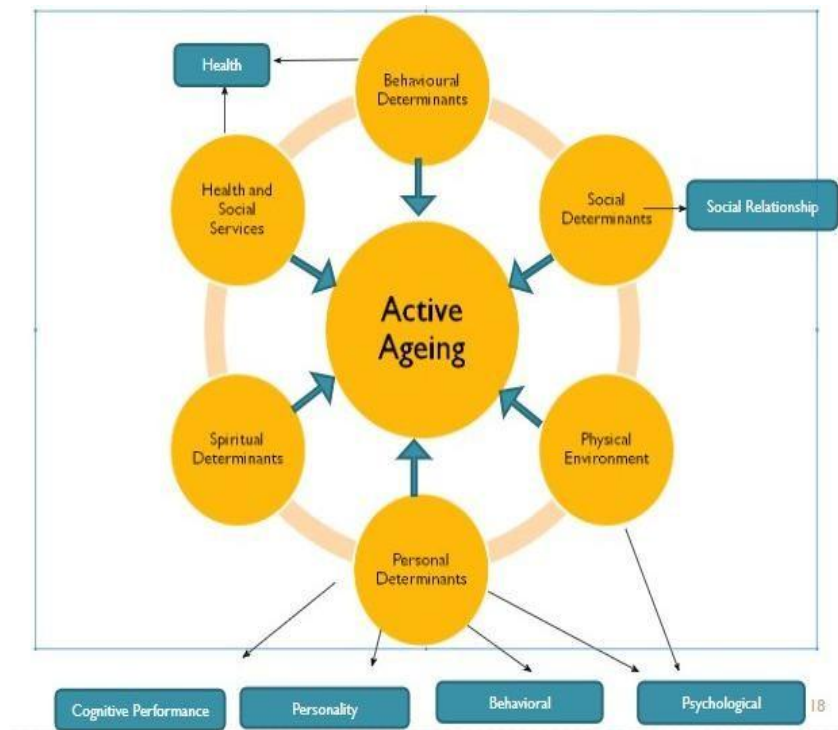 Health
Behavioural
Determinants
Health and
Social
Services
Social
Determinants
Social Relationship
Active
Ageing
Spiritual
Determinants
Physical
Environment
Personal
Determinants
Cognitive Performance
Personality
Behavioral
Psychological
18